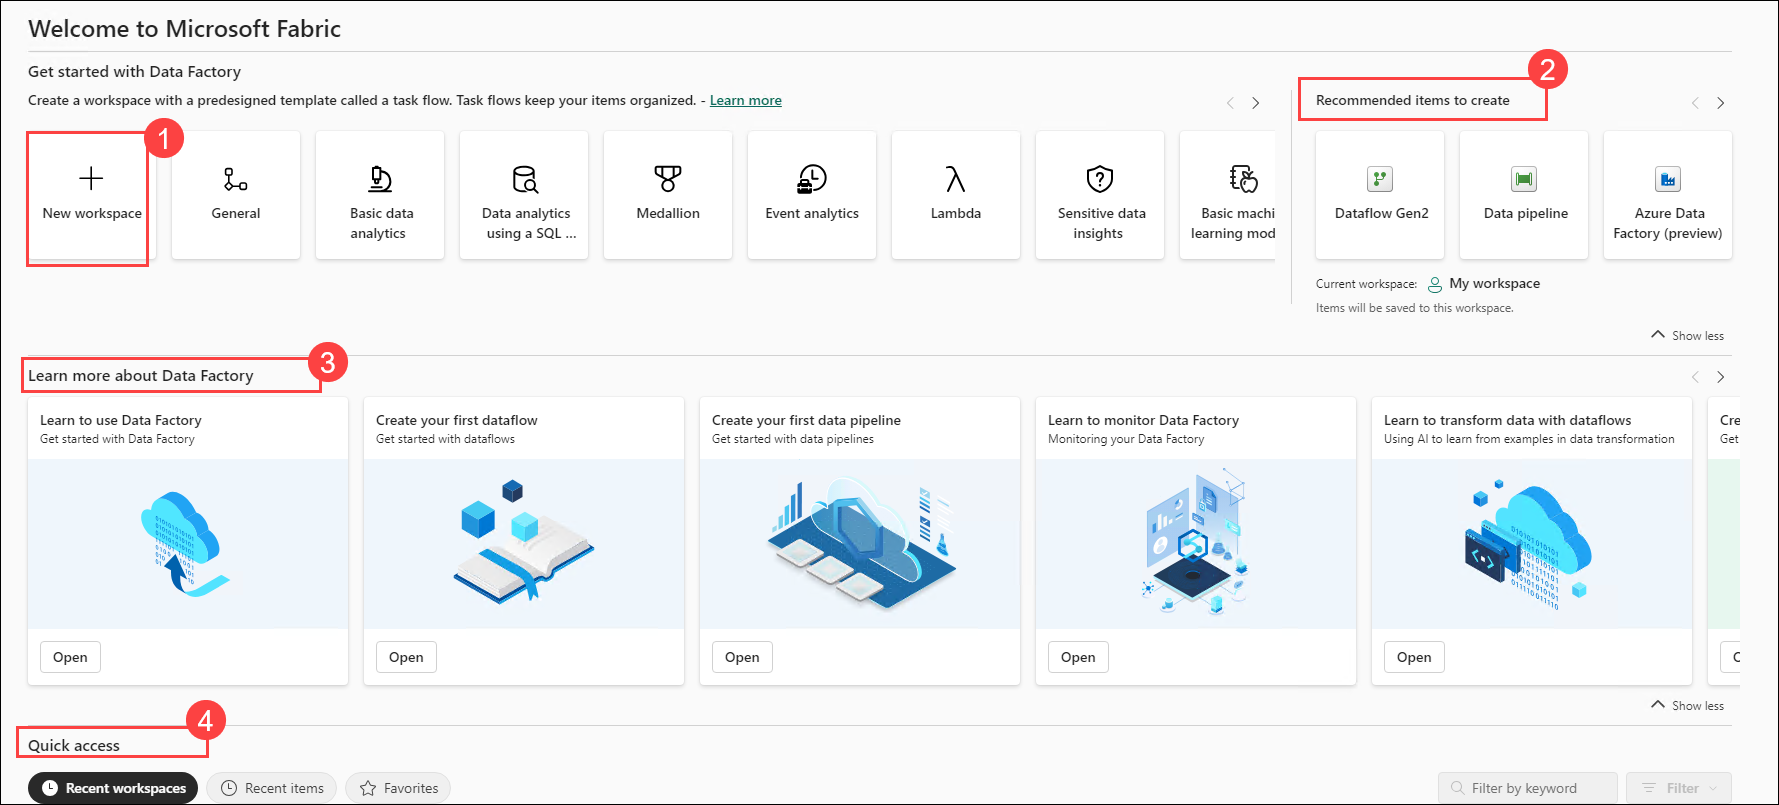 Welcome to Microsoft Fabric
Get started with Data Factory
Create a workspace with a predesigned template called a task flow. Task flows keep your items organized. - Learn more
1
New workspace
General
Basic data
analytics
Data analytics
using a SQL ...
Medallion
Event analytics
Lambda
Sensitive data
insights
Basic machi
learning mod
2
Recommended items to create
Dataflow Gen2
Data pipeline
Azure Data
Factory (preview)
Current workspace: My workspace
Items will be saved to this workspace.
Show less
3
Learn more about Data Factory
Learn to use Data Factory
Get started with Data Factory
Open
Create your first dataflow
Get started with dataflows
Open
Create your first data pipeline
Get started with data pipelines
Open
Learn to monitor Data Factory
Monitoring your Data Factory
Open
Learn to transform data with dataflows
Using AI to learn from examples in data transformation
Open
Cre
Get
Show less
4
Quick access
Recent workspaces
Recent items
Favorites
Filter by keyword
Filter